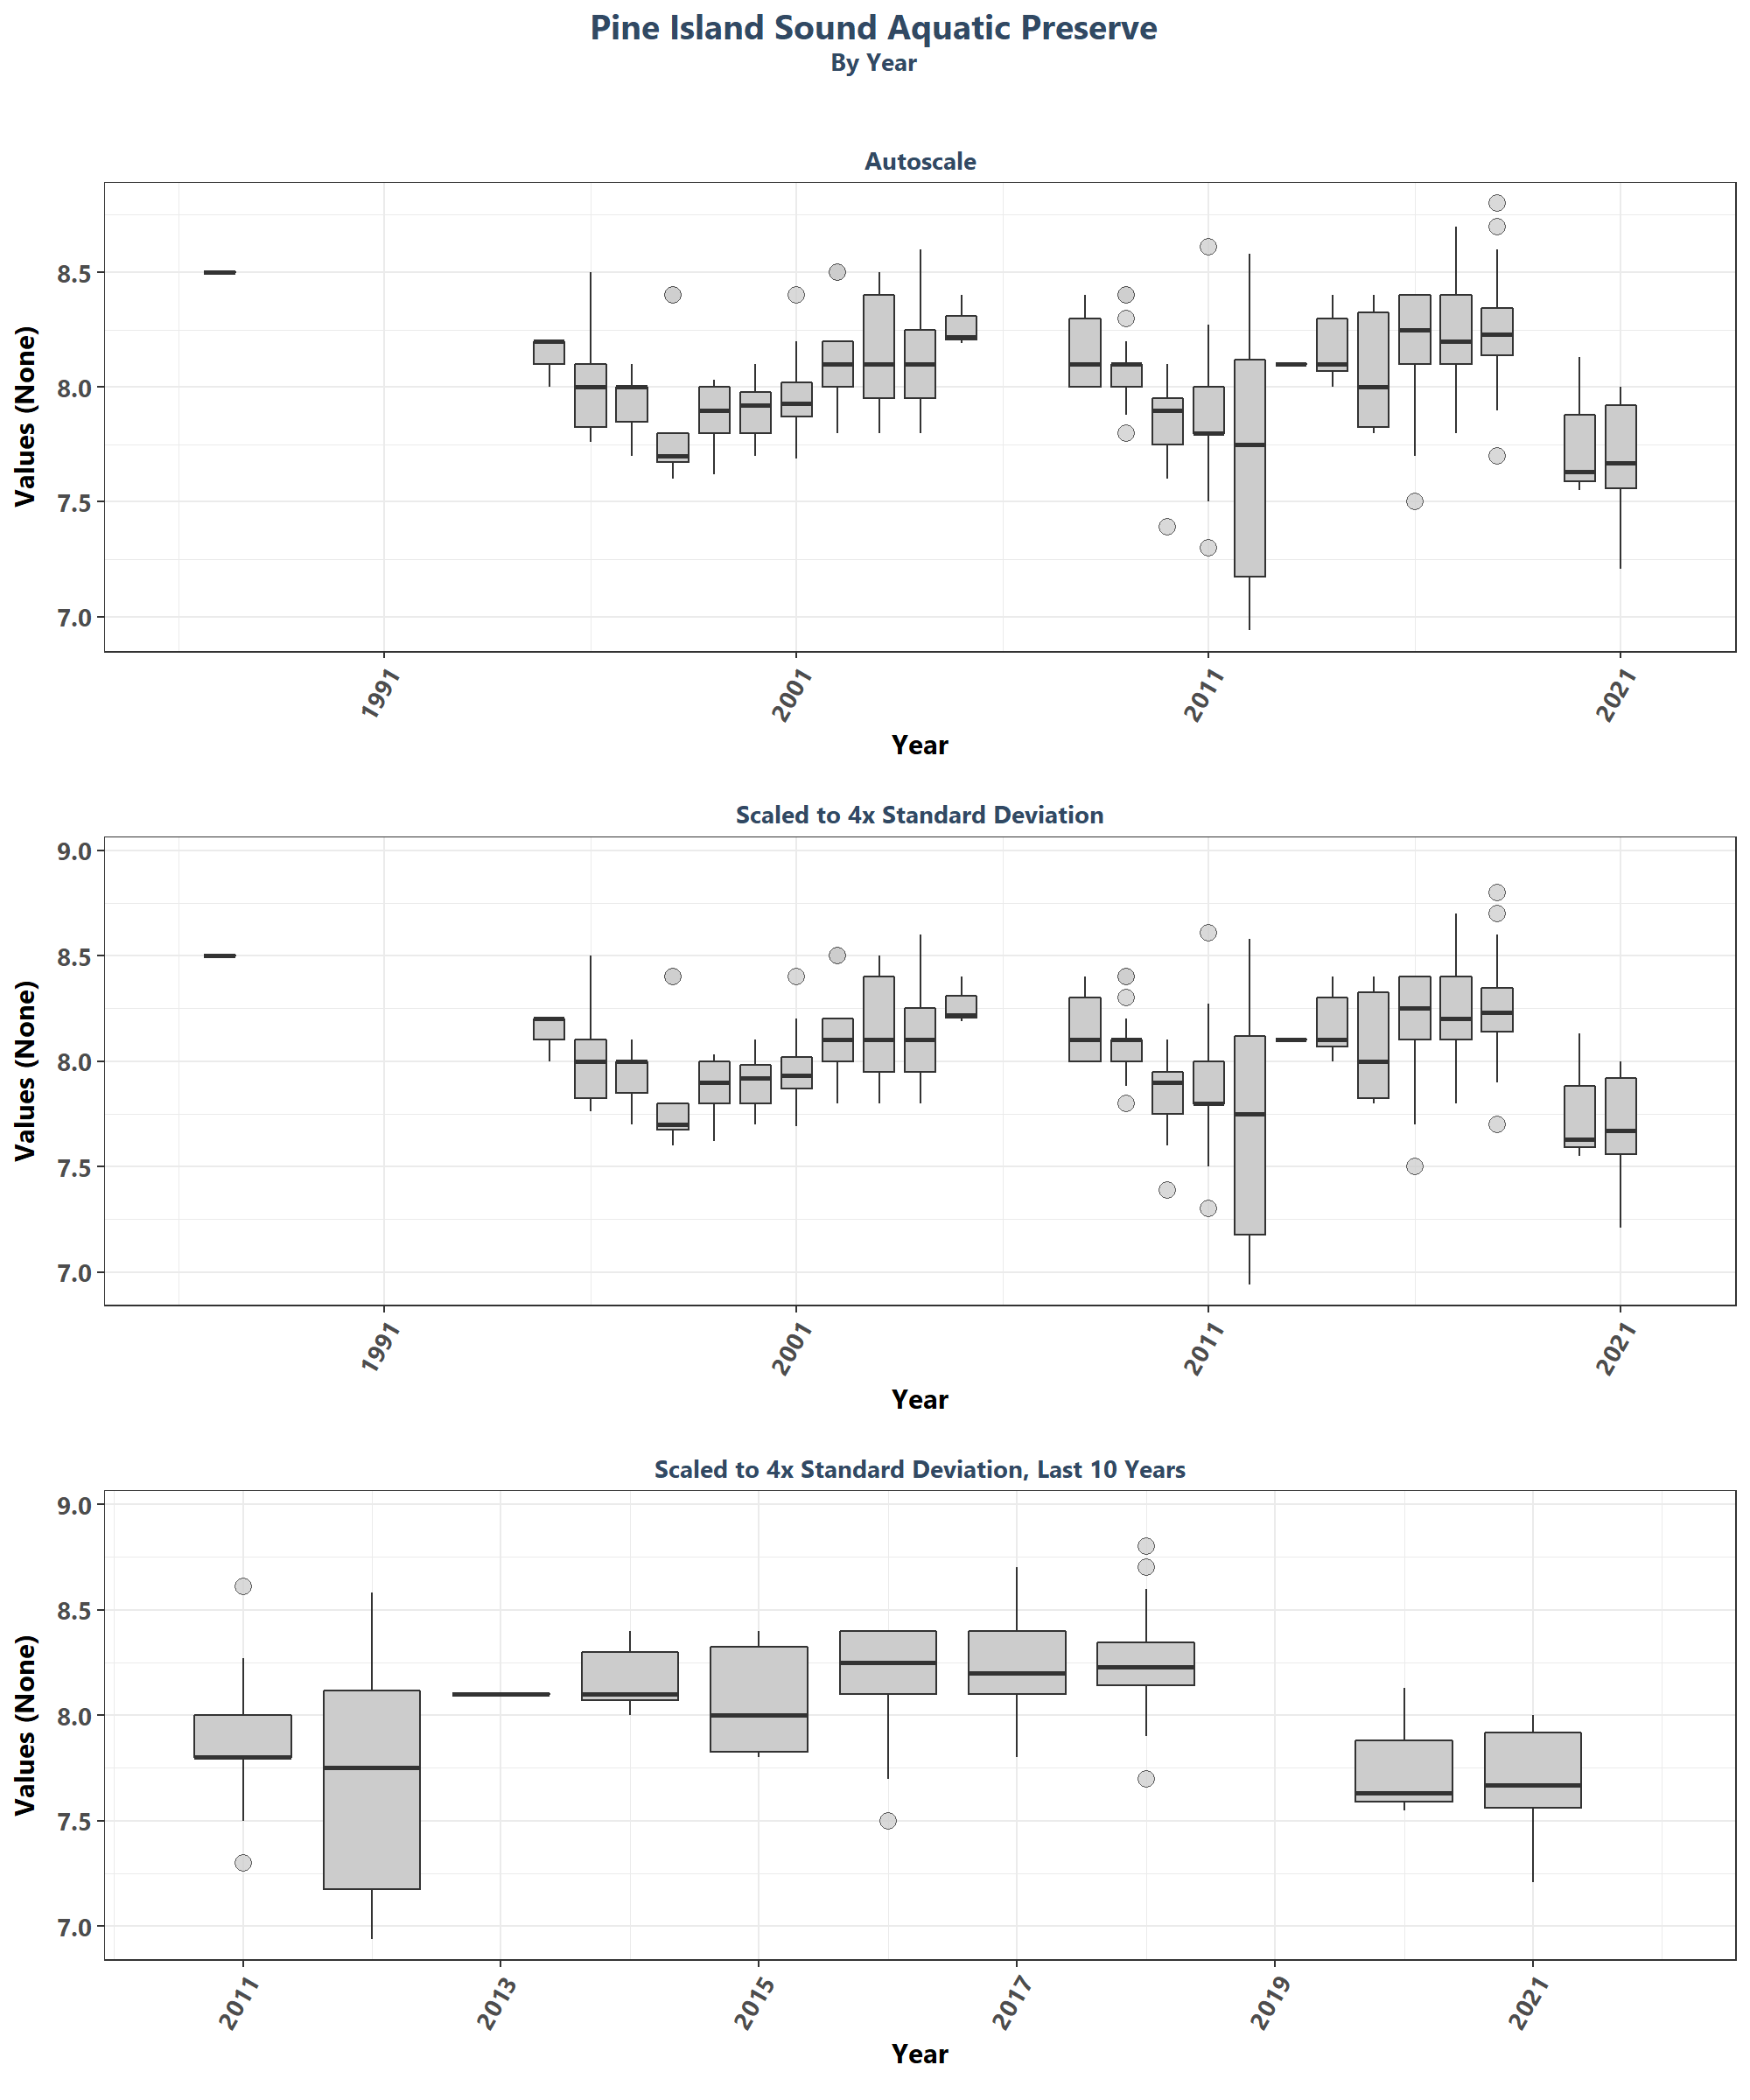 Pine Island Sound Aquatic Preserve
By Year
Autoscale
Values (None)
8.5
8.0
7.5
7.0
1991
2001
2011
2021
Year
Scaled to 4x Standard Deviation
Values (None)
9.0
8.5
8.0
7.5
7.0
1991
2001
2011
2021
Year
Scaled to 4x Standard Deviation, Last 10 Years
Values (None)
9.0
8.5
8.0
7.5
7.0
2011
2013
2015
2017
2019
2021
Year